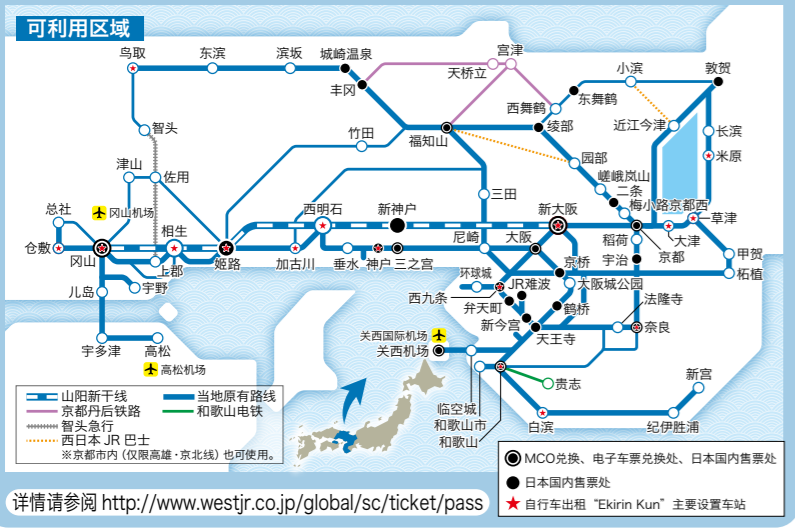 可利用区域
鸟取
东滨
滨坂
城崎温泉
丰冈
天桥立
宫津
西舞鹤
东舞鹤
小滨
敦贺
智头
竹田
福知山
绫部
近江今津
长滨
米原
津山
佐用
园部
嵯峨岚山
二条
梅小路京都西
草津
总社
冈山机场
相生
西明石
新神户
三田
新大阪
仓敷
冈山
上郡
姬路
加古川
垂水
神户
三之宫
尼崎
大阪
京桥
稻荷
宇治
京都
大津
甲贺
柘植
儿岛
宇野
环球城
西九条
JR难波
大阪城公园
弁天町
鹤桥
法隆寺
新今宫
天王寺
奈良
宇多津
高松
高松机场
关西国际机场
关西机场
临空城
和歌山市
和歌山
贵志
新宫
白滨
纪伊胜浦
山阳新干线
当地原有路线
京都丹后铁路
和歌山电铁
智头急行
西日本 JR 巴士
※京都市内（仅限高雄·京北线）也可使用。
MCO兑换、电子车票兑换处、日本国内售票处
日本国内售票处
自行车出租“Ekirin Kun”主要设置车站
详情请参阅 http://www.westjr.co.jp/global/sc/ticket/pass